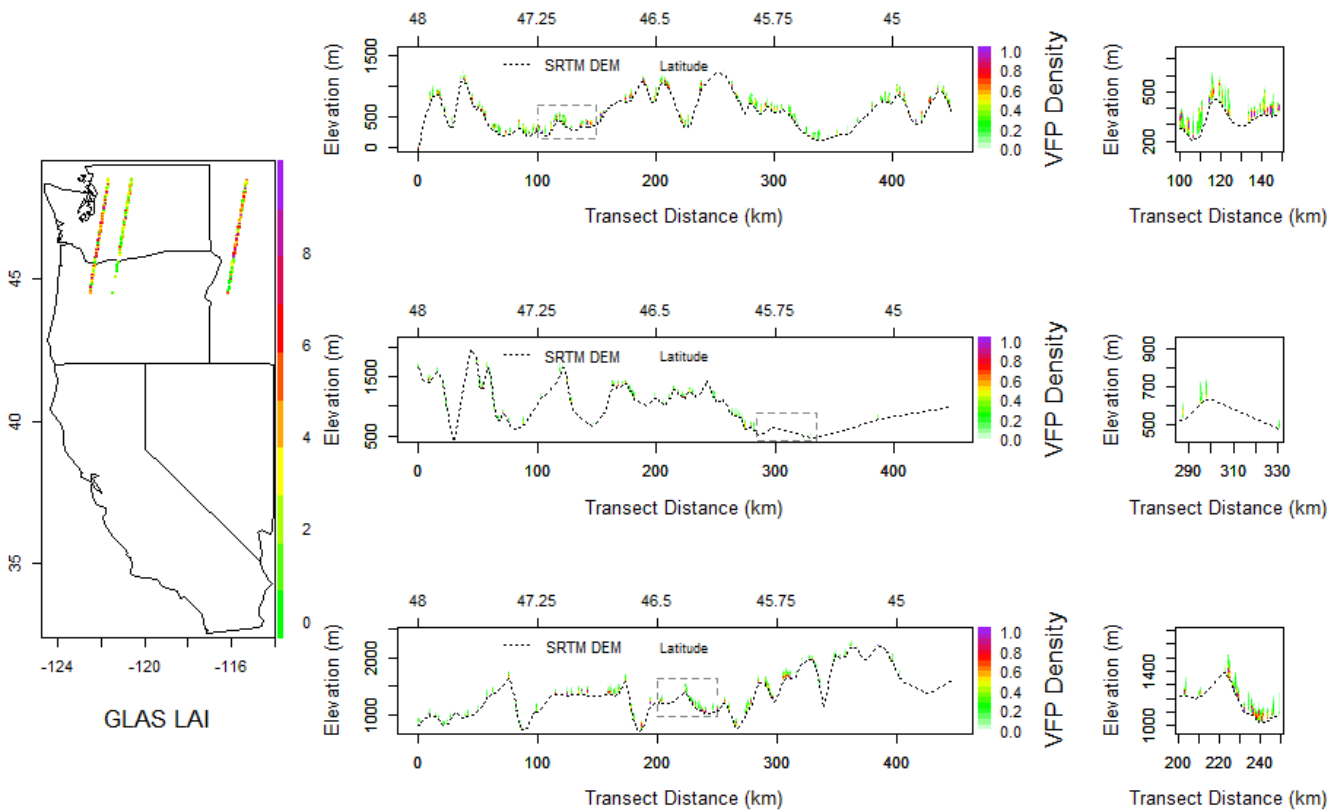 48 47.25 46.5 45.75 45
Elevation (m)
0 500 1500
SRTM DEM
Latitude
0 100 200 300 400
Transect Distance (km)
VFP Density
1.0
0.8
0.6
0.4
0.2
0.0
Elevation (m)
200 500
100 120 140
Transect Distance (km)
45
40
35
-124 -120 -116
8
6
4
2
0
GLAS LAI
48 47.25 46.5 45.75 45
Elevation (m)
500 1500
SRTM DEM
Latitude
0 100 200 300 400
Transect Distance (km)
VFP Density
1.0
0.8
0.6
0.4
0.2
0.0
Elevation (m)
500 700 900
290 310 330
Transect Distance (km)
48 47.25 46.5 45.75 45
Elevation (m)
1000 2000
SRTM DEM
Latitude
0 100 200 300 400
Transect Distance (km)
VFP Density
1.0
0.8
0.6
0.4
0.2
0.0
Elevation (m)
1000 1400
200 220 240
Transect Distance (km)